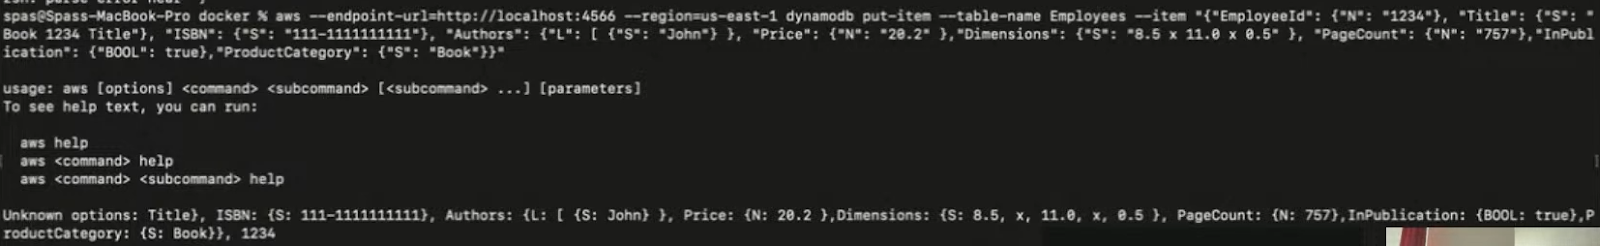 spas@Spass-MacBook-Pro docker % aws --endpoint-url=http://localhost:4566 --region=us-east-1 dynamodb put-item --table-name Employees --item "{"EmployeeId": {"N": "1234"}, "Title": {"S": "
Book 1234 Title"}, "ISBN": {"S": "111-1111111111"}, "Authors": {"L": [ {"S": "John"} }, "Price": {"N": "20.2" },"Dimensions": {"S": "8.5 x 11.0 x 0.5" }, "PageCount": {"N": "757"},"InPubl
ication": {"BOOL": true},"ProductCategory": {"S": "Book"}}"
usage: aws [options] <command> <subcommand> [<subcommand> ...] [parameters]
To see help text, you can run:
aws help
aws <command> help
aws <command> <subcommand> help
Unknown options: Title}, ISBN: {S: 111-1111111111}, Authors: {L: [ {S: John} }, Price: {N: 20.2 },Dimensions: {S: 8.5, x, 11.0, x, 0.5 }, PageCount: {N: 757},InPublication: {BOOL: true},P
roductCategory: {S: Book}}, 1234